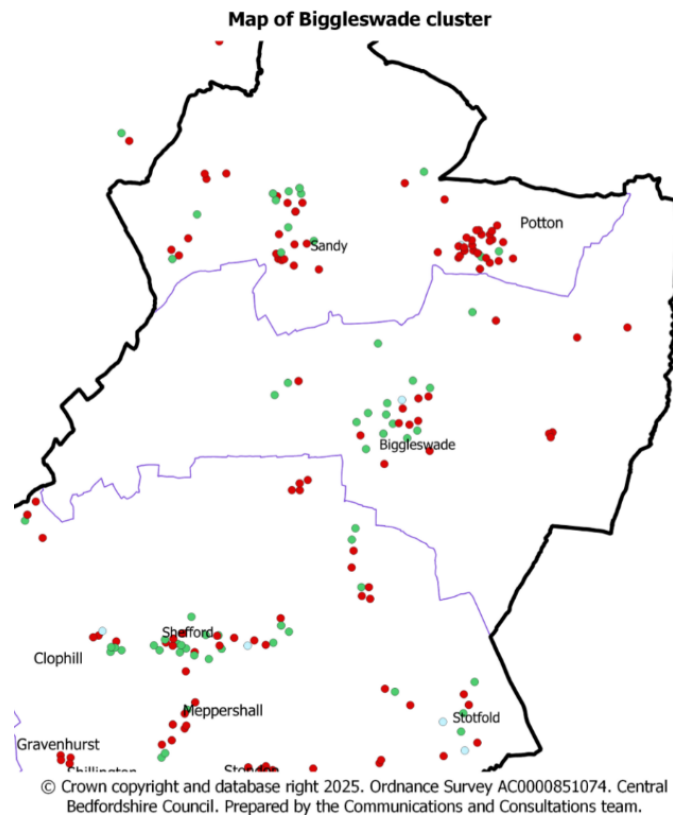 Map of Biggleswade cluster
Potton
Sandy
Biggleswade
Shefford
Clophill
Meppershall
Stotfold
Gravenhurst
Shillington
© Crown copyright and database right 2025. Ordnance Survey AC0000851074. Central
Bedfordshire Council. Prepared by the Communications and Consultations team.